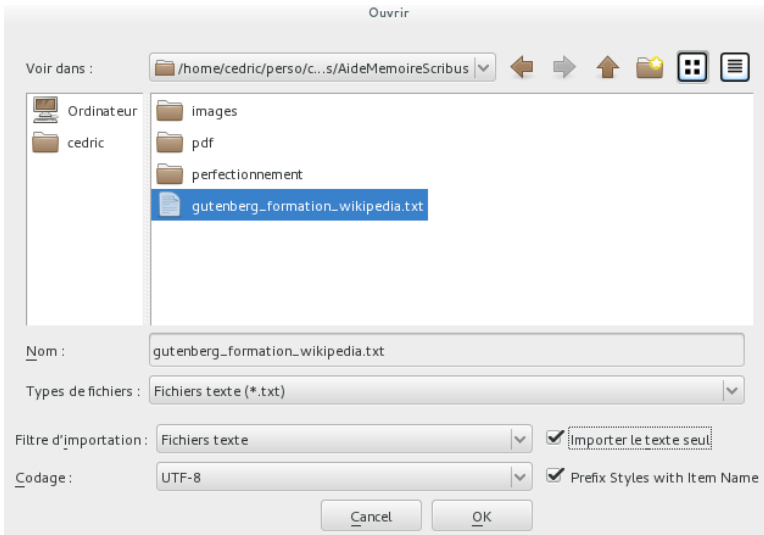 Ouvrir
Voir dans : /home/cedric/perso/c...s/AideMemoireScribus
Ordinateur
cedric
images
pdf
perfectionnement
gutenberg_formation_wikipedia.txt
Nom : gutenberg_formation_wikipedia.txt
Types de fichiers : Fichiers texte (*.txt)
Filtre d'importation : Fichiers texte Importer le texte seul
Codage : UTF-8 Prefix Styles with Item Name
Cancel OK